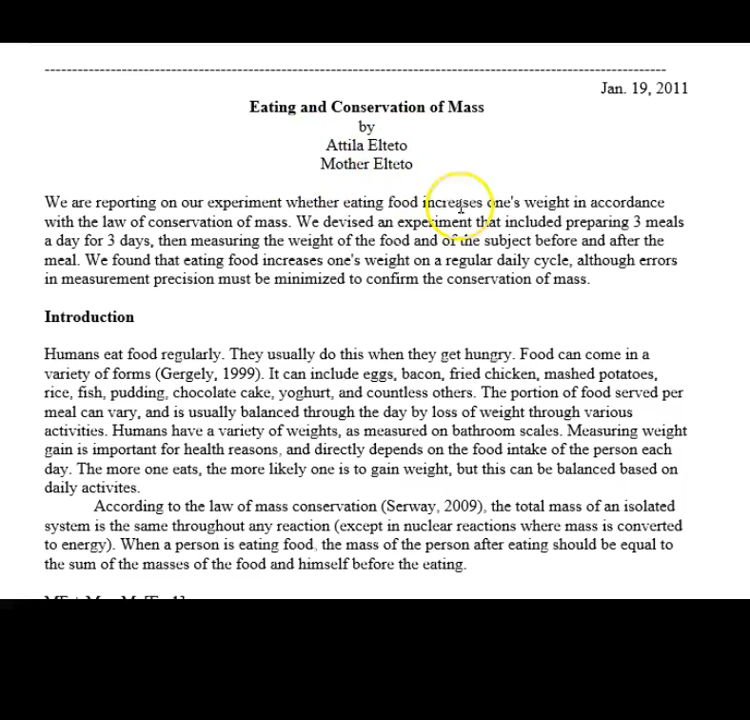 Jan. 19, 2011
Eating and Conservation of Mass
by
Attila Elteto
Mother Elteto
We are reporting on our experiment whether eating food increases one's weight in accordance
with the law of conservation of mass. We devised an experiment that included preparing 3 meals
a day for 3 days, then measuring the weight of the food and of the subject before and after the
meal. We found that eating food increases one's weight on a regular daily cycle, although errors
in measurement precision must be minimized to confirm the conservation of mass.
Introduction
Humans eat food regularly. They usually do this when they get hungry. Food can come in a
variety of forms (Gergely, 1999). It can include eggs, bacon, fried chicken, mashed potatoes,
rice, fish, pudding, chocolate cake, yoghurt, and countless others. The portion of food served per
meal can vary, and is usually balanced through the day by loss of weight through various
activities. Humans have a variety of weights, as measured on bathroom scales. Measuring weight
gain is important for health reasons, and directly depends on the food intake of the person each
day. The more one eats, the more likely one is to gain weight, but this can be balanced based on
daily activites.
According to the law of mass conservation (Serway, 2009), the total mass of an isolated
system is the same throughout any reaction (except in nuclear reactions where mass is converted
to energy). When a person is eating food, the mass of the person after eating should be equal to
the sum of the masses of the food and himself before the eating.